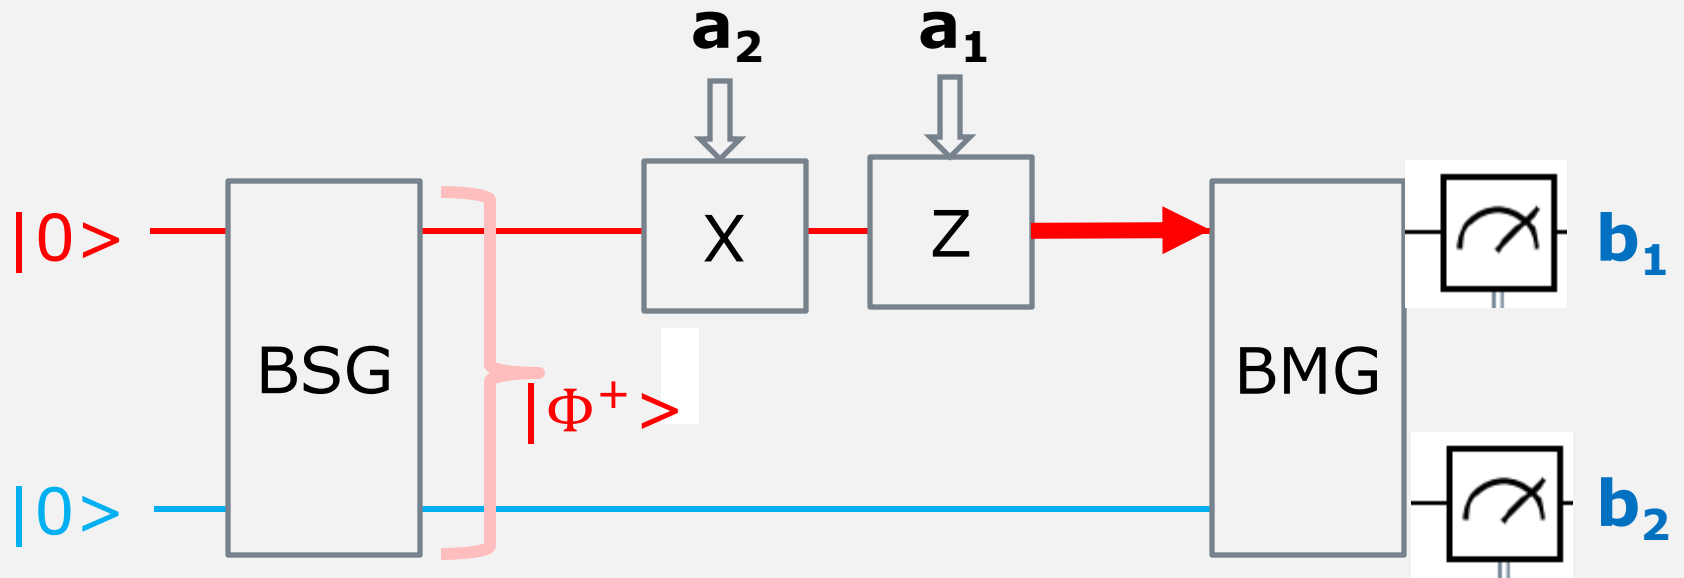 a₂ a₁
|0>
X
Z
b₁
BSG
BMG
|Φ⁺>
|0>
b₂